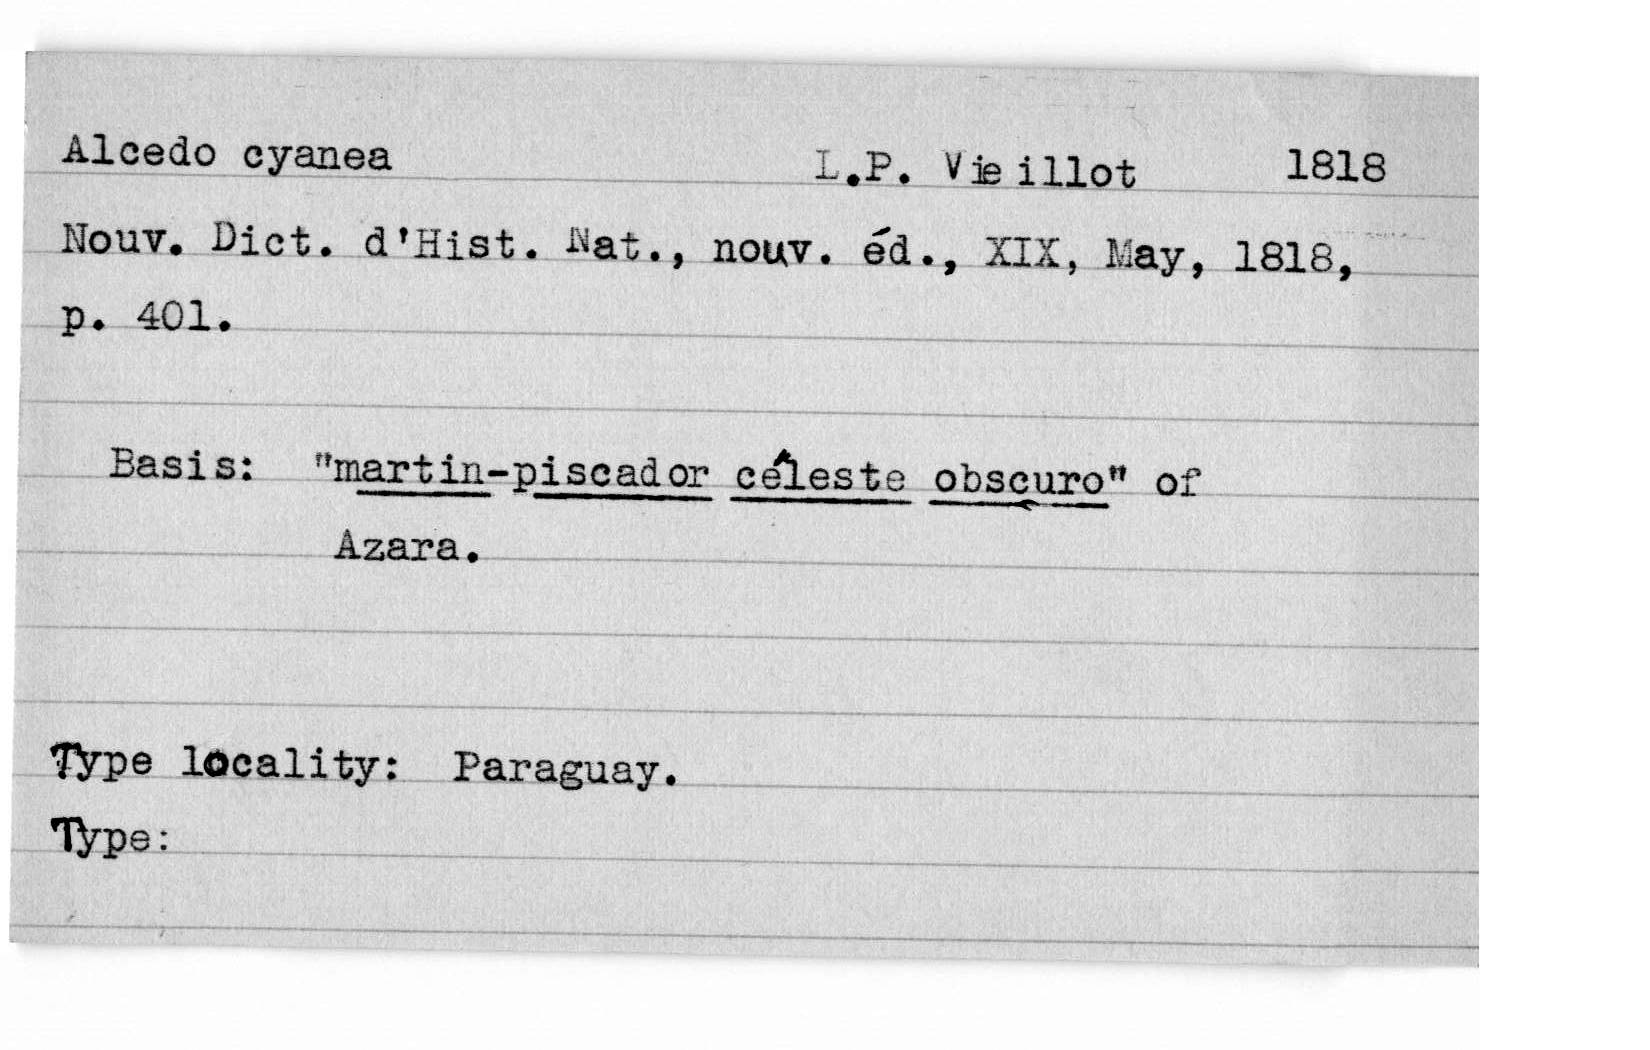 Alcedo cyanea L.P. Vieillot 1818
Nouv. Dict. d'Hist. Nat., nouv. éd., XIX, May, 1818,
p. 401.
Basis: "martin-piscador céleste obscuro" of
Azara.
Type locality: Paraguay.
Type: